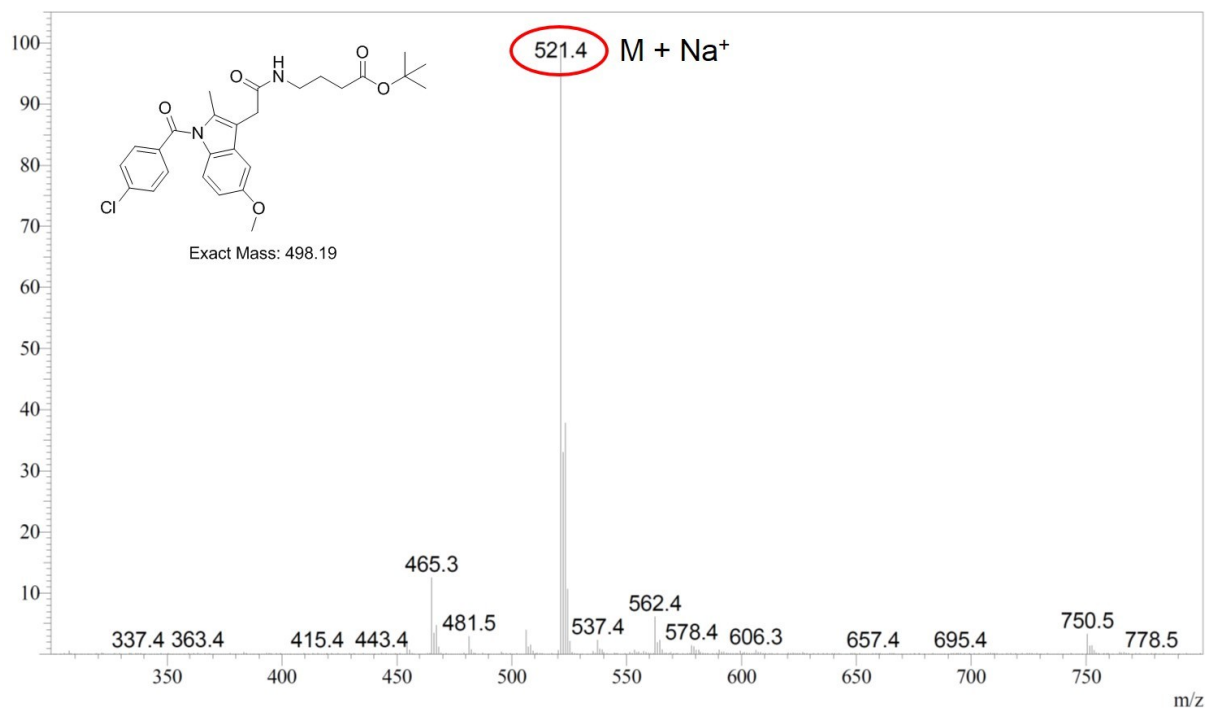 100
90
80
70
60
50
40
30
20
10
521.4 M + Na⁺
O
H
N
O
O
O
N
Cl
O
Exact Mass: 498.19
337.4 363.4 415.4 443.4 465.3 481.5 537.4 562.4 578.4 606.3 657.4 695.4 750.5 778.5
350 400 450 500 550 600 650 700 750
m/z